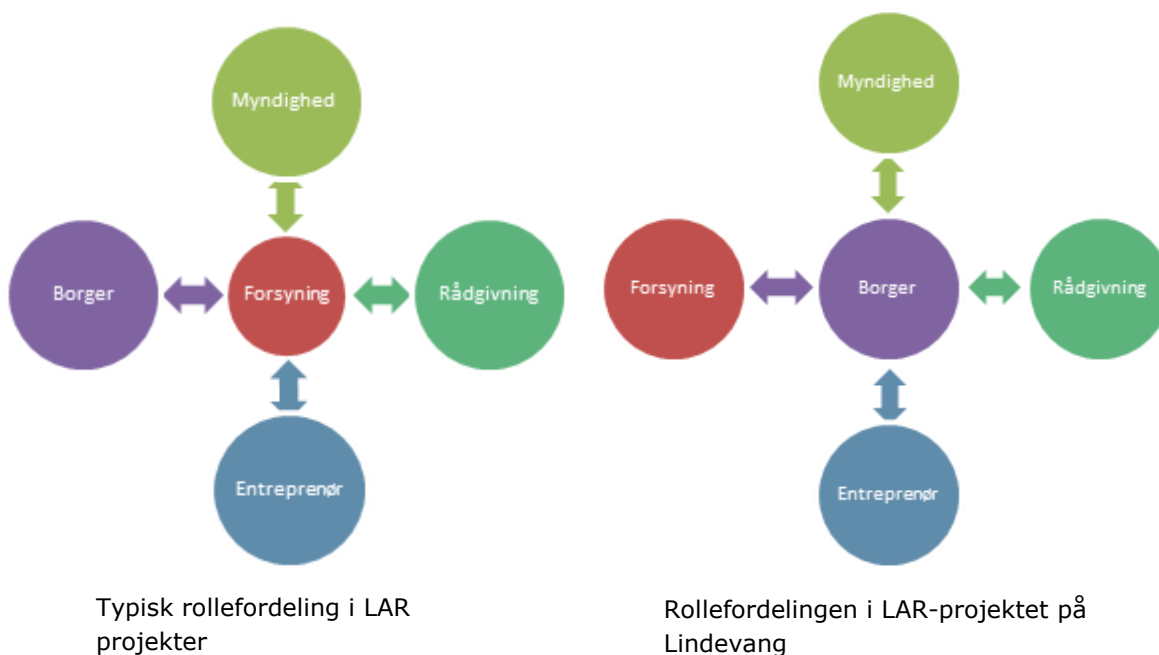 Myndighed
Borger
Forsyning
Rådgivning
Entreprenør
Typisk rollefordeling i LAR
projekter
Myndighed
Forsyning
Borger
Rådgivning
Entreprenør
Rollefordelingen i LAR-projektet på
Lindevang